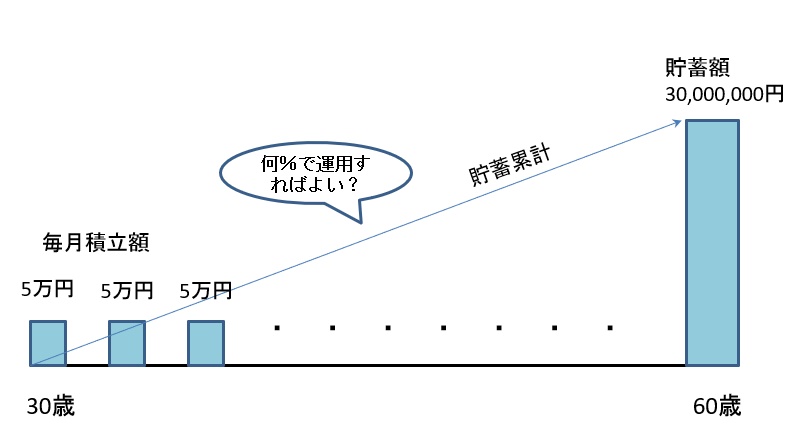 貯蓄額
30,000,000円
何％で運用す
ればよい？
貯蓄累計
毎月積立額
5万円 5万円 5万円
30歳 60歳